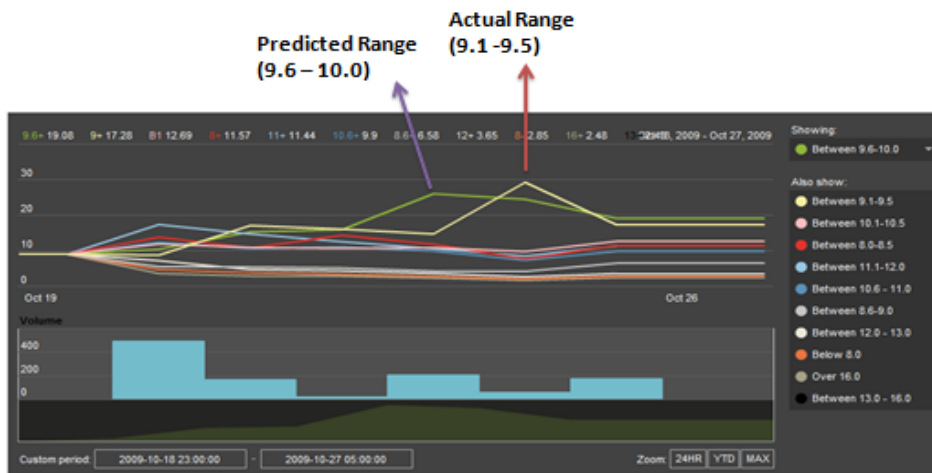 Actual Range
(9.1 -9.5)
Predicted Range
(9.6 – 10.0)
9.6+ 19.08 9+ 17.28 B1 12.69 8+ 11.57 11+ 11.44 10.6+ 9.9 8.6+ 6.58 12+ 3.65 8- 2.85 16+ 2.48 2009 - Oct 27, 2009
Showing:
Between 9.6-10.0
Also show:
Between 9.1-9.5
Between 10.1-10.5
Between 8.0-8.5
Between 11.1-12.0
Between 10.6 - 11.0
Between 8.6-9.0
Between 12.0 - 13.0
Below 8.0
Over 16.0
Between 13.0 - 16.0
30
20
10
0
Oct 19
Oct 26
Volume
400
200
0
Custom period:
2009-10-18 23:00:00
-
2009-10-27 05:00:00
Zoom:
24HR
YTD
MAX